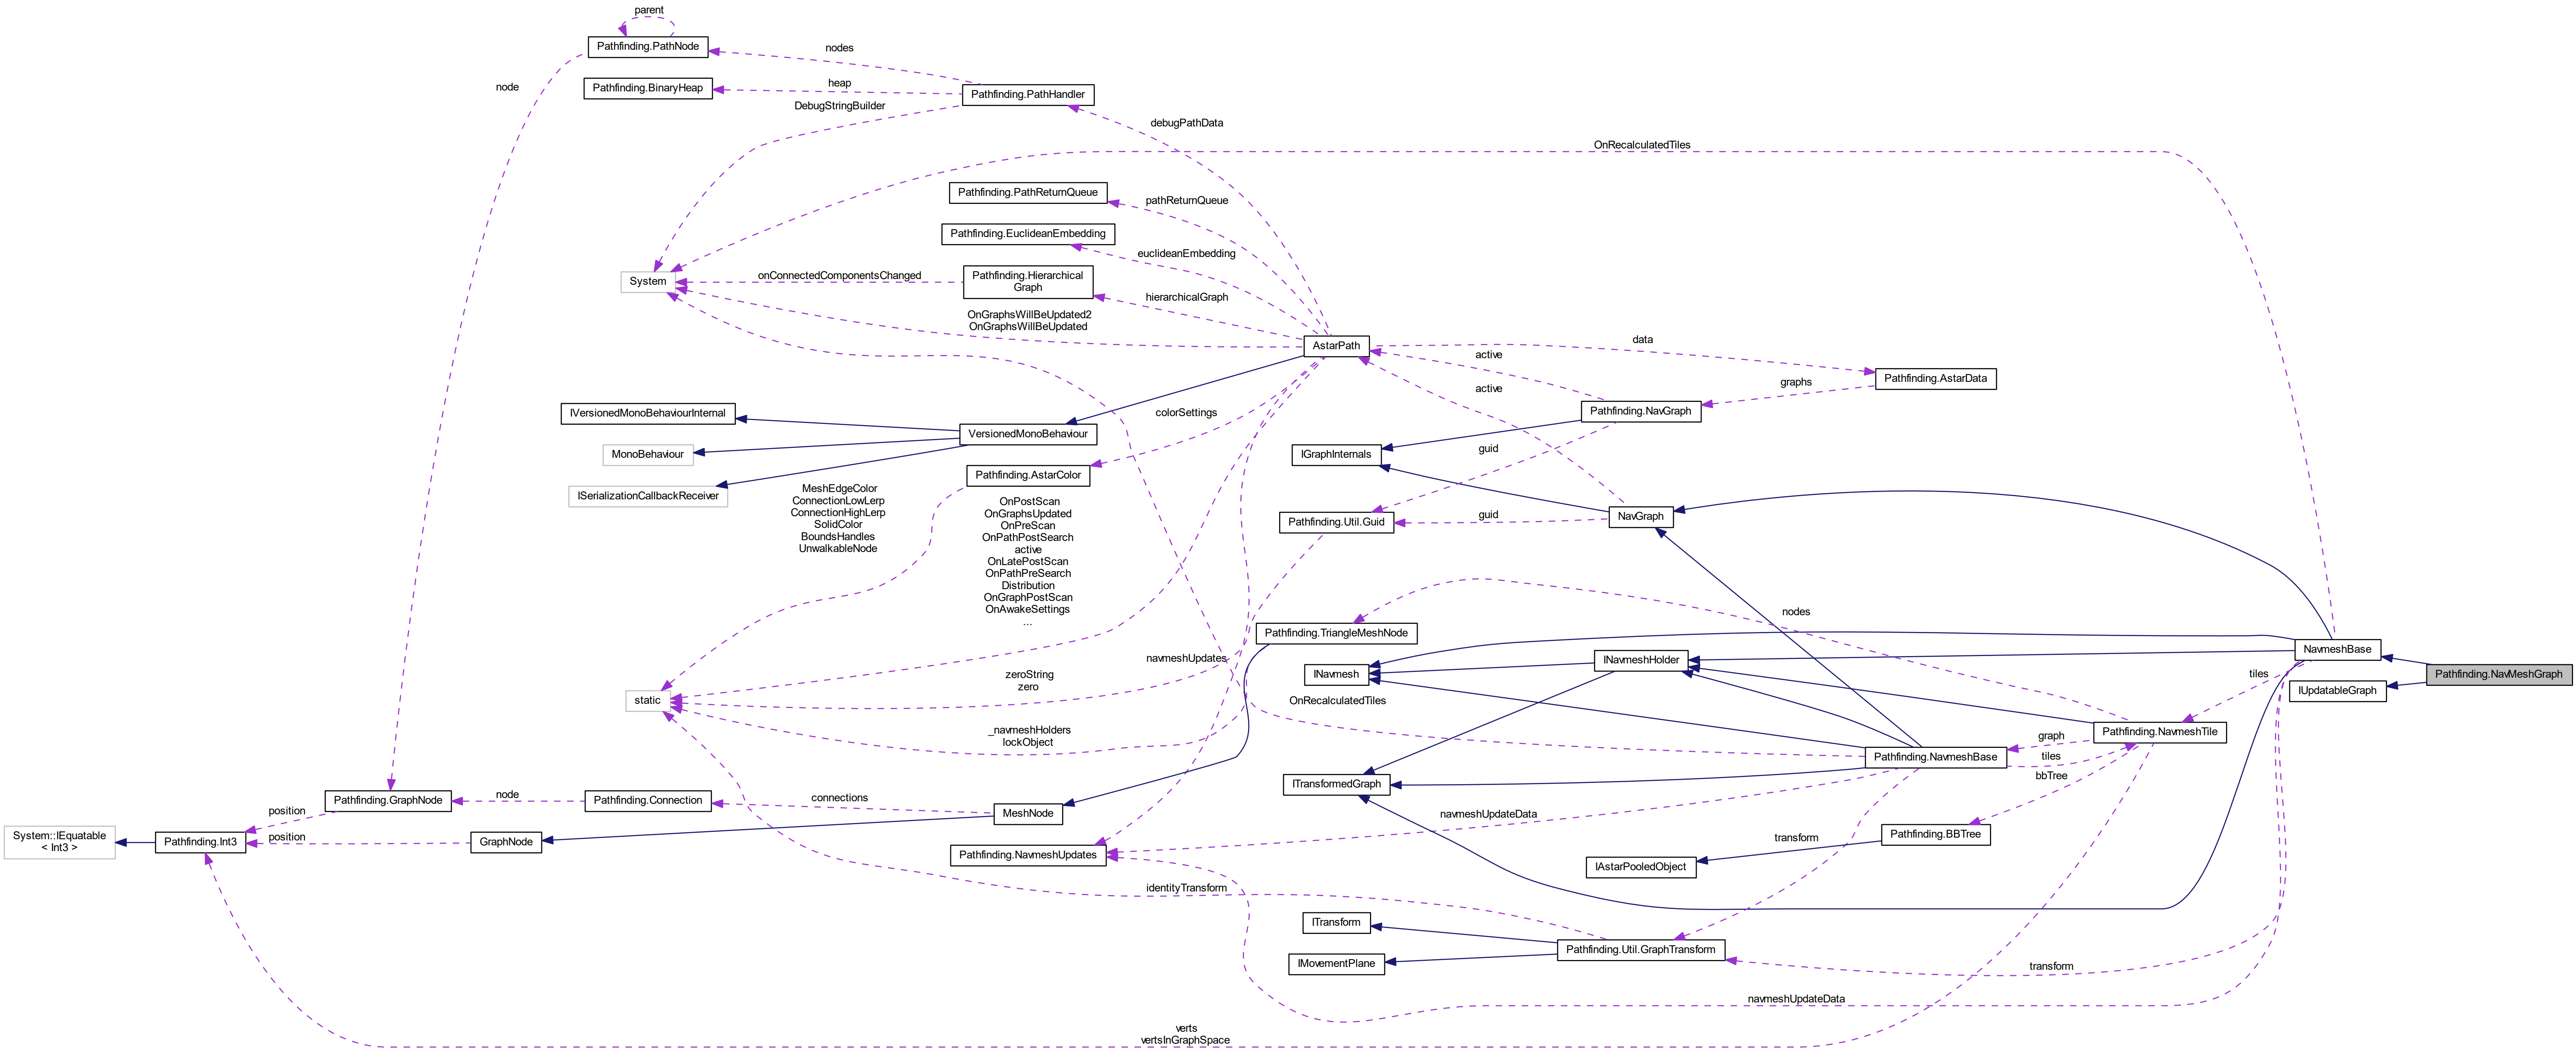 parent
Pathfinding.PathNode
nodes
node
Pathfinding.BinaryHeap
heap
Pathfinding.PathHandler
DebugStringBuilder
debugPathData
OnRecalculatedTiles
Pathfinding.PathReturnQueue
pathReturnQueue
Pathfinding.EuclideanEmbedding
euclideanEmbedding
System
onConnectedComponentsChanged
Pathfinding.Hierarchical
Graph
hierarchicalGraph
OnGraphsWillBeUpdated2
OnGraphsWillBeUpdated
AstarPath
data
active
active
Pathfinding.AstarData
graphs
Pathfinding.NavGraph
IVersionedMonoBehaviourInternal
colorSettings
VersionedMonoBehaviour
MonoBehaviour
IGraphInternals
guid
Pathfinding.AstarColor
ISerializationCallbackReceiver
MeshEdgeColor
ConnectionLowLerp
ConnectionHighLerp
SolidColor
BoundsHandles
UnwalkableNode
OnPostScan
OnGraphsUpdated
OnPreScan
OnPathPostSearch
active
OnLatePostScan
OnPathPreSearch
Distribution
OnGraphPostScan
OnAwakeSettings
...
Pathfinding.Util.Guid
guid
NavGraph
nodes
Pathfinding.TriangleMeshNode
NavmeshBase
navmeshUpdates
INavmeshHolder
INavmesh
zeroString
zero
tiles
Pathfinding.NavMeshGraph
IUpdatableGraph
static
OnRecalculatedTiles
_navmeshHolders
lockObject
Pathfinding.NavmeshTile
graph
Pathfinding.NavmeshBase
tiles
bbTree
ITransformedGraph
Pathfinding.GraphNode
node
Pathfinding.Connection
connections
MeshNode
navmeshUpdateData
position
position
System::IEquatable
< Int3 >
Pathfinding.Int3
GraphNode
Pathfinding.NavmeshUpdates
transform
Pathfinding.BBTree
IAstarPooledObject
identityTransform
ITransform
Pathfinding.Util.GraphTransform
IMovementPlane
transform
navmeshUpdateData
verts
vertsInGraphSpace